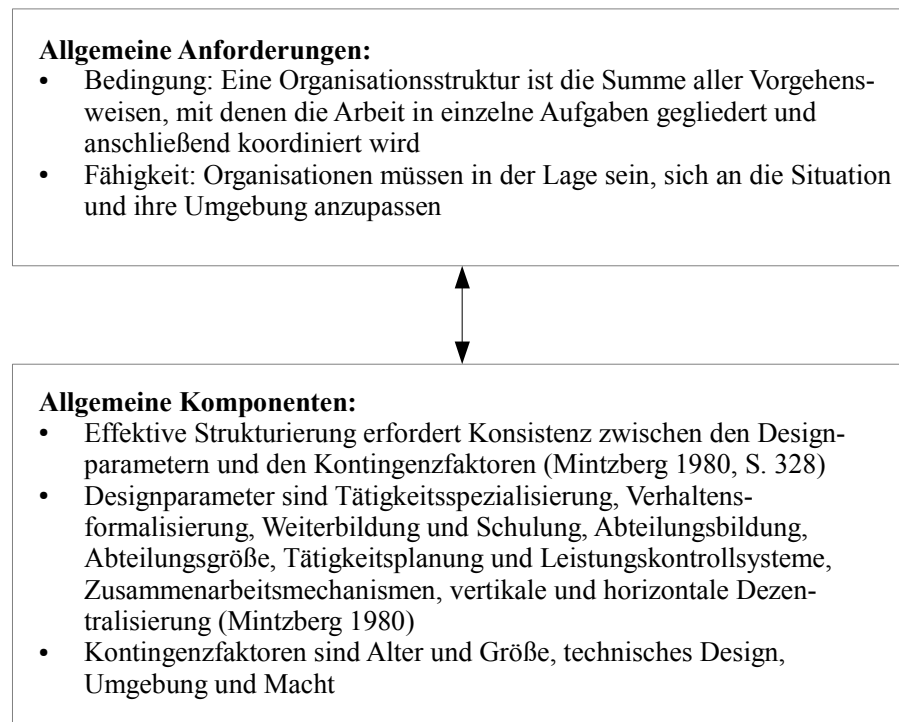 Allgemeine Anforderungen:
• Bedingung: Eine Organisationsstruktur ist die Summe aller Vorgehens-
weisen, mit denen die Arbeit in einzelne Aufgaben gegliedert und
anschließend koordiniert wird
• Fähigkeit: Organisationen müssen in der Lage sein, sich an die Situation
und ihre Umgebung anzupassen
Allgemeine Komponenten:
• Effektive Strukturierung erfordert Konsistenz zwischen den Design-
parametern und den Kontingenzfaktoren (Mintzberg 1980, S. 328)
• Designparameter sind Tätigkeitsspezialisierung, Verhaltens-
formalisierung, Weiterbildung und Schulung, Abteilungsbildung,
Abteilungsgröße, Tätigkeitsplanung und Leistungskontrollsysteme,
Zusammenarbeitsmechanismen, vertikale und horizontale Dezen-
tralisierung (Mintzberg 1980)
• Kontingenzfaktoren sind Alter und Größe, technisches Design,
Umgebung und Macht